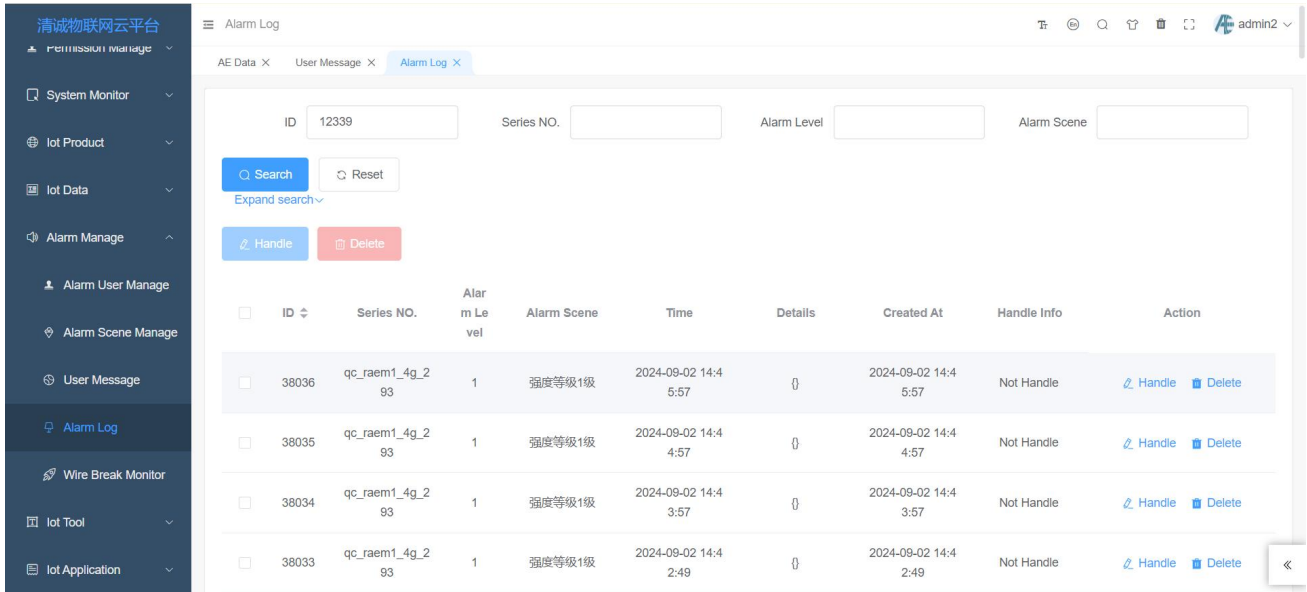 清诚物联网云平台
Alarm Log
En
admin2
Permission Manage
AE Data
User Message
Alarm Log
System Monitor
Iot Product
Iot Data
Alarm Manage
Alarm User Manage
Alarm Scene Manage
User Message
Alarm Log
Wire Break Monitor
Iot Tool
Iot Application
ID
12339
Series NO.
Alarm Level
Alarm Scene
Search
Reset
Expand search
Handle
Delete
ID
Series NO.
Alar
m Le
vel
Alarm Scene
Time
Details
Created At
Handle Info
Action
38036
qc_raem1_4g_2
93
1
强度等级1级
2024-09-02 14:4
5:57
{}
2024-09-02 14:4
5:57
Not Handle
Handle
Delete
38035
qc_raem1_4g_2
93
1
强度等级1级
2024-09-02 14:4
4:57
{}
2024-09-02 14:4
4:57
Not Handle
Handle
Delete
38034
qc_raem1_4g_2
93
1
强度等级1级
2024-09-02 14:4
3:57
{}
2024-09-02 14:4
3:57
Not Handle
Handle
Delete
38033
qc_raem1_4g_2
93
1
强度等级1级
2024-09-02 14:4
2:49
{}
2024-09-02 14:4
2:49
Not Handle
Handle
Delete